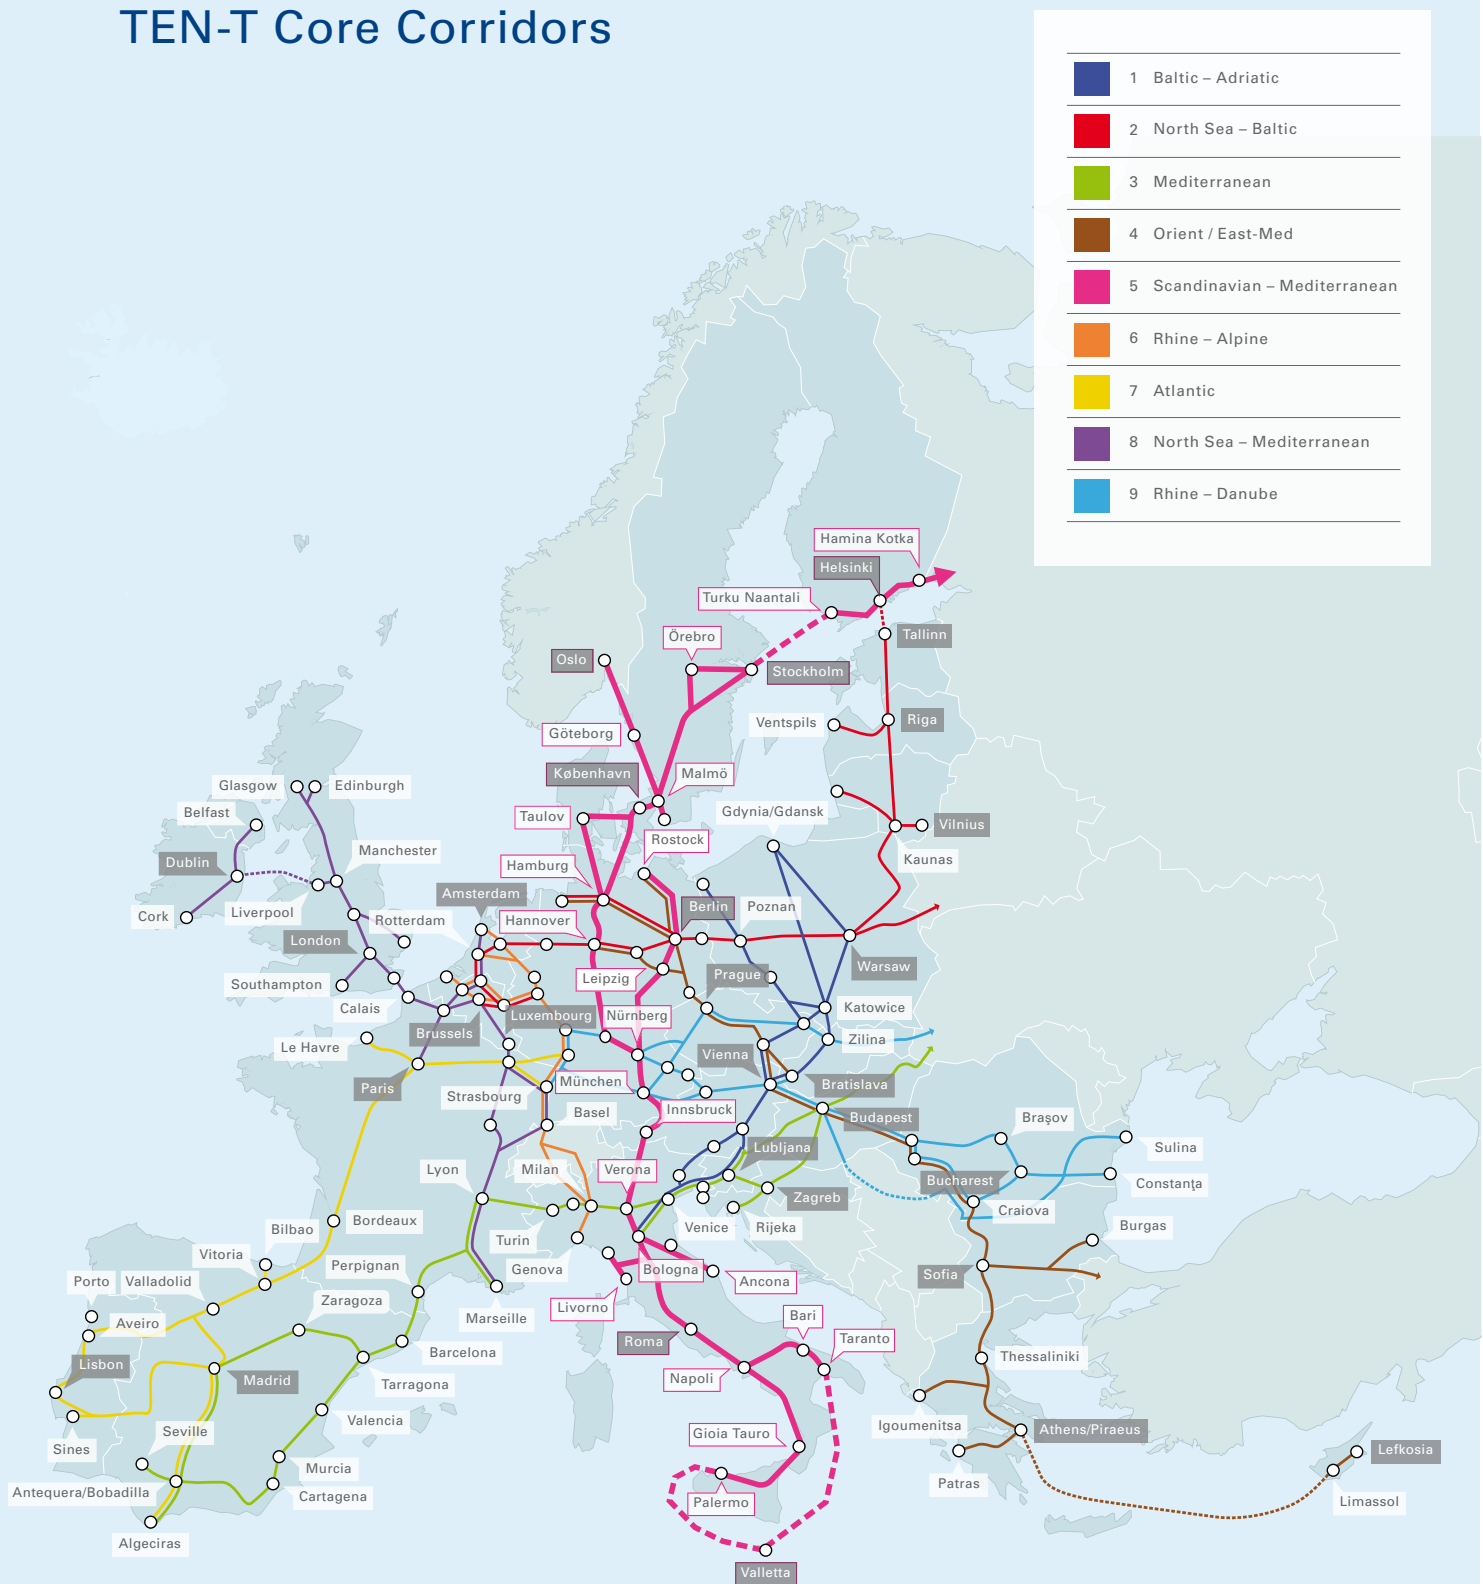 TEN-T Core Corridors
1 Baltic – Adriatic
2 North Sea – Baltic
3 Mediterranean
4 Orient / East-Med
5 Scandinavian – Mediterranean
6 Rhine – Alpine
7 Atlantic
8 North Sea – Mediterranean
9 Rhine – Danube
Hamina Kotka
Helsinki
Turku Naantali
Tallinn
Örebro
Oslo
Stockholm
Ventspils
Riga
Göteborg
København
Malmö
Glasgow
Edinburgh
Belfast
Gdynia/Gdansk
Taulov
Vilnius
Rostock
Manchester
Dublin
Kaunas
Hamburg
Amsterdam
Berlin
Poznan
Cork
Liverpool
Rotterdam
Hannover
London
Warsaw
Southampton
Leipzig
Prague
Calais
Katowice
Luxembourg
Nürnberg
Brussels
Zilina
Le Havre
Vienna
Paris
München
Bratislava
Strasbourg
Basel
Innsbruck
Budapest
Braşov
Lubljana
Sulina
Lyon
Milan
Verona
Bucharest
Constanţa
Zagreb
Craiova
Bordeaux
Bilbao
Venice
Rijeka
Burgas
Turin
Vitoria
Perpignan
Genova
Bologna
Sofia
Porto
Valladolid
Ancona
Zaragoza
Livorno
Marseille
Aveiro
Bari
Roma
Taranto
Barcelona
Lisbon
Thessaliniki
Madrid
Napoli
Tarragona
Valencia
Igoumenitsa
Athens/Piraeus
Seville
Gioia Tauro
Sines
Lefkosia
Murcia
Patras
Antequera/Bobadilla
Cartagena
Palermo
Limassol
Algeciras
Valletta